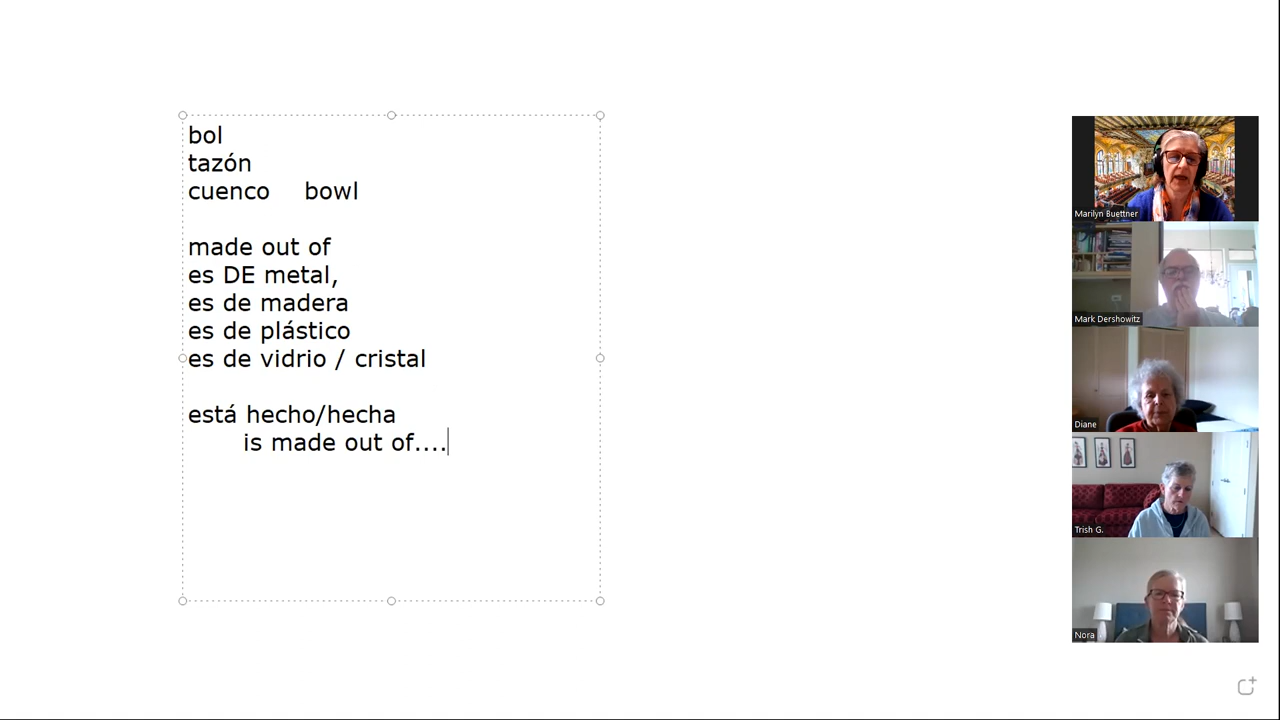 bol
tazón
cuenco bowl
made out of
es DE metal,
es de madera
es de plástico
es de vidrio / cristal
está hecho/hecha
is made out of....
Marilyn Buettner
Mark Dershowitz
Diane
Trish G.
Nora